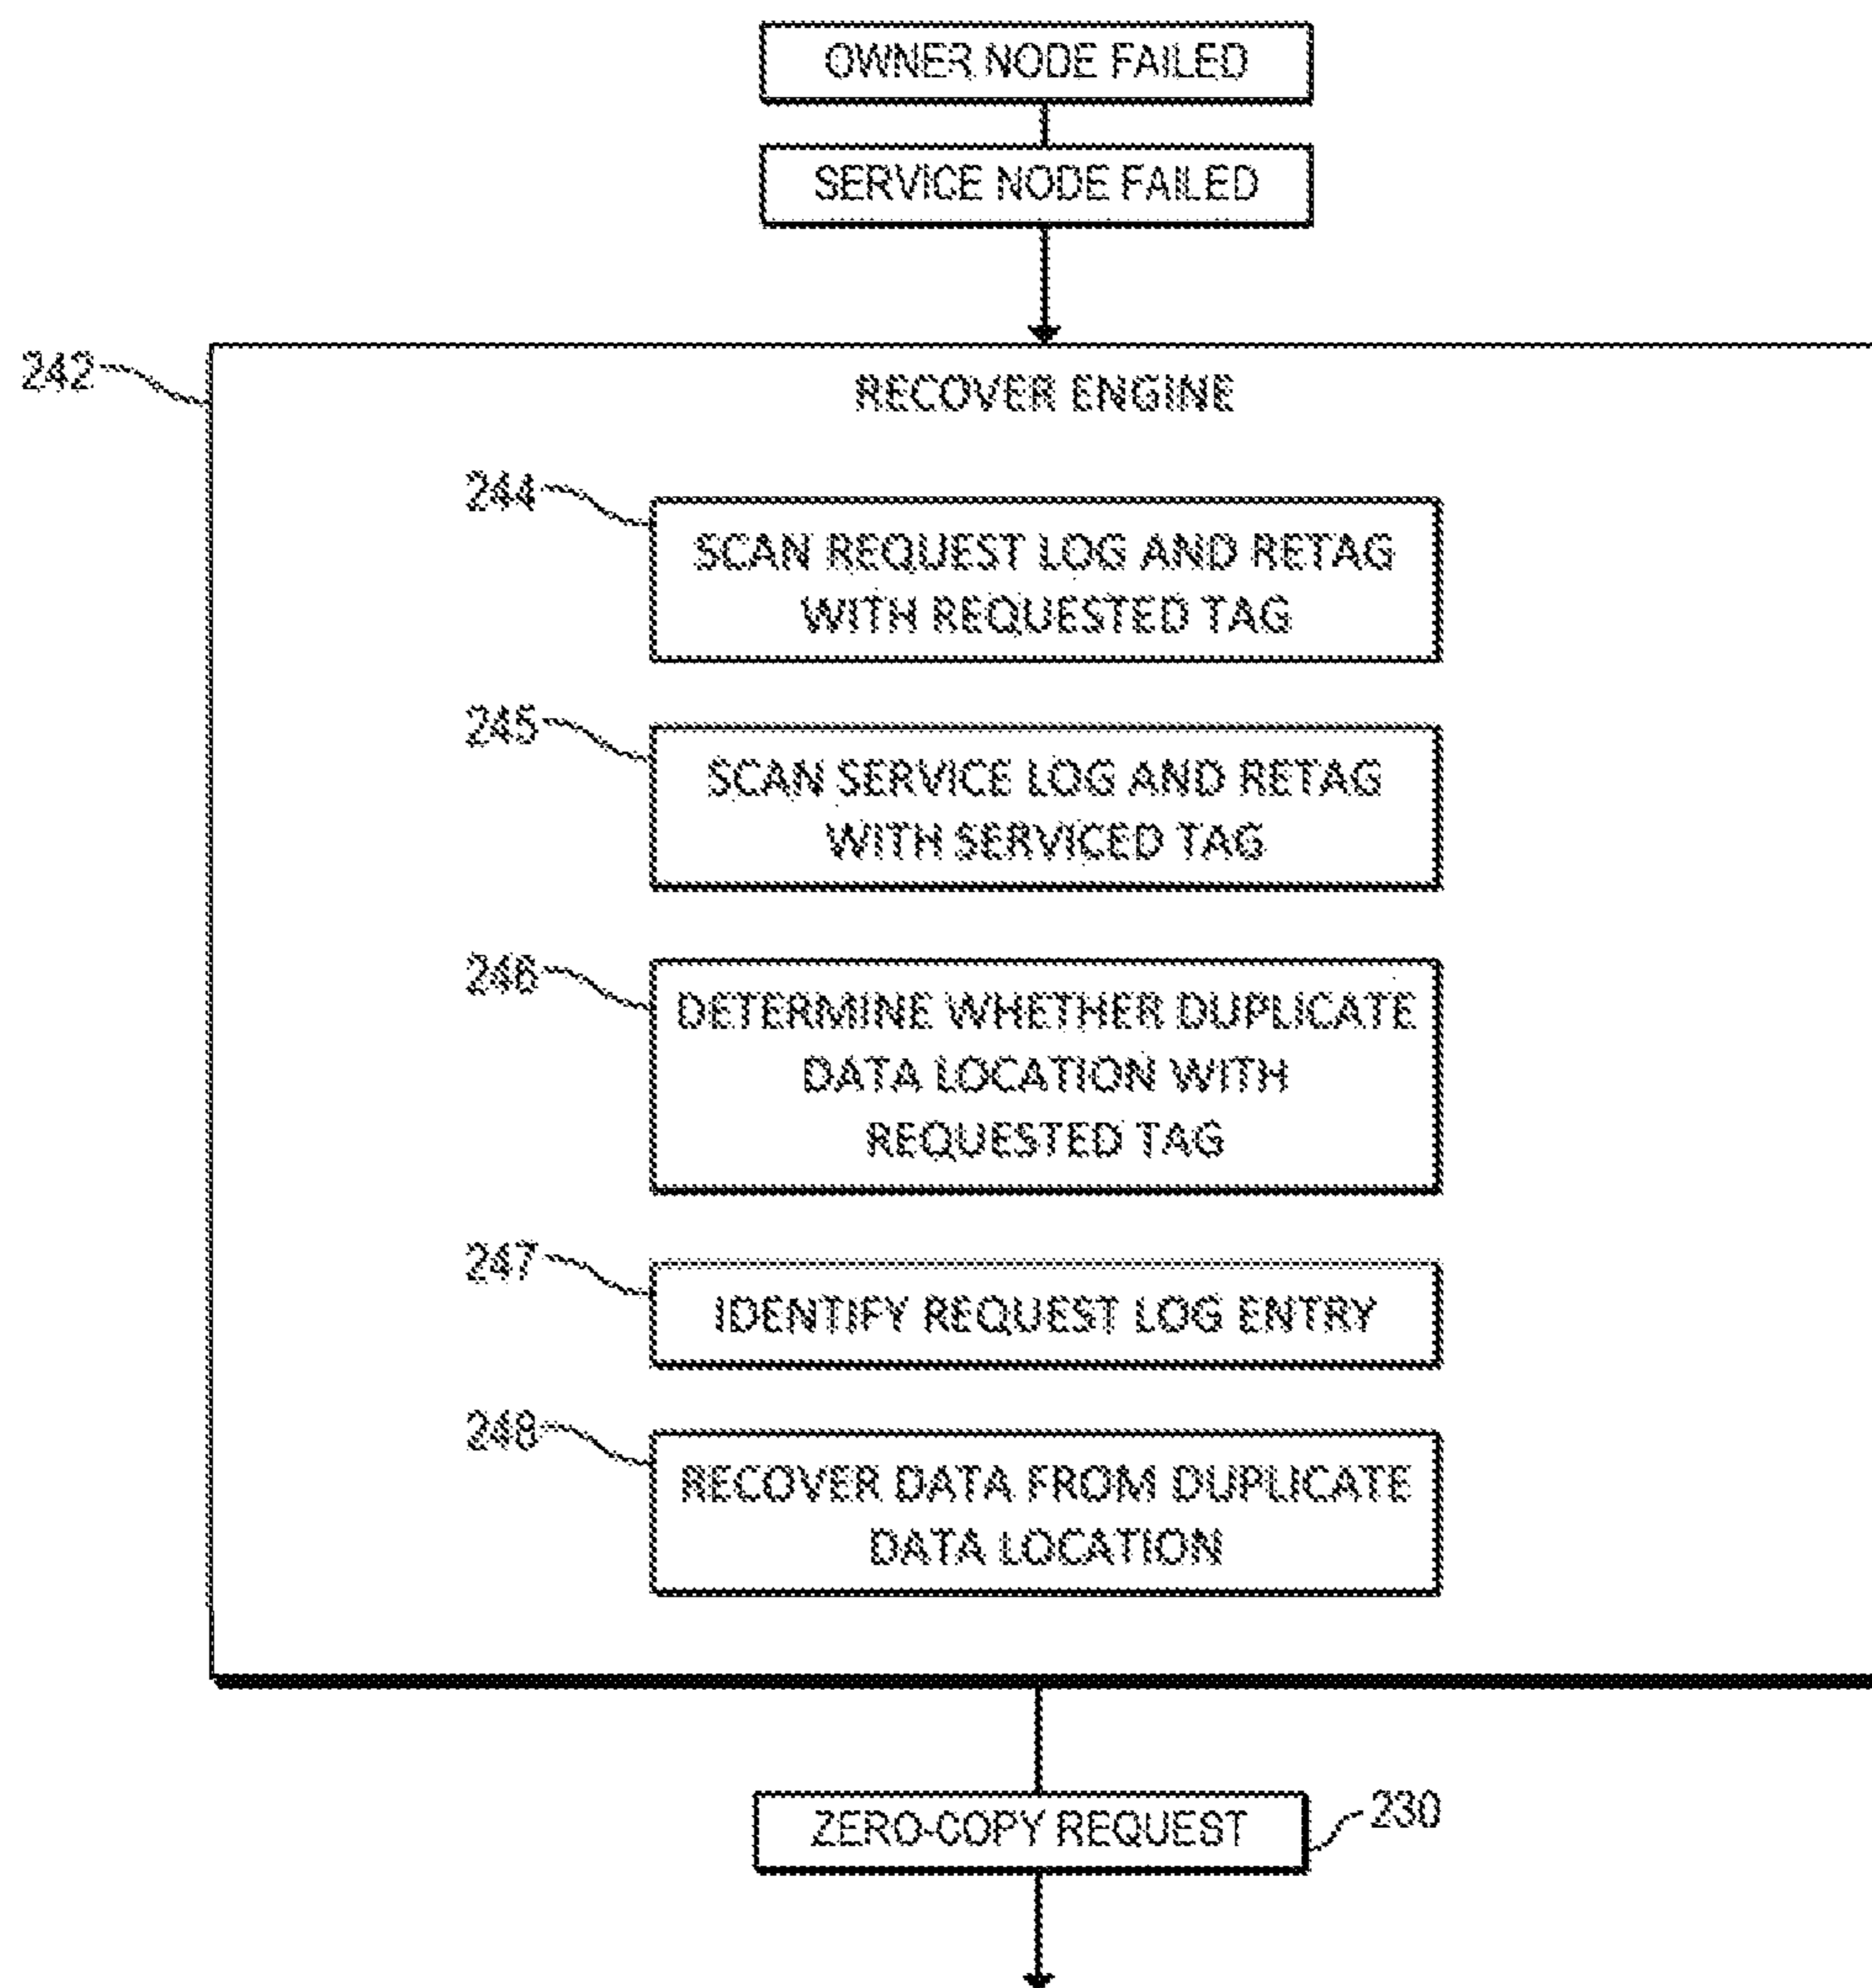 OWNER NODE FAILED
SERVICE NODE FAILED
242
RECOVER ENGINE
244
SCAN REQUEST LOG AND RETAG
WITH REQUESTED TAG
245
SCAN SERVICE LOG AND RETAG
WITH SERVICED TAG
246
DETERMINE WHETHER DUPLICATE
DATA LOCATION WITH
REQUESTED TAG
247
IDENTIFY REQUEST LOG ENTRY
248
RECOVER DATA FROM DUPLICATE
DATA LOCATION
ZERO-COPY REQUEST
230